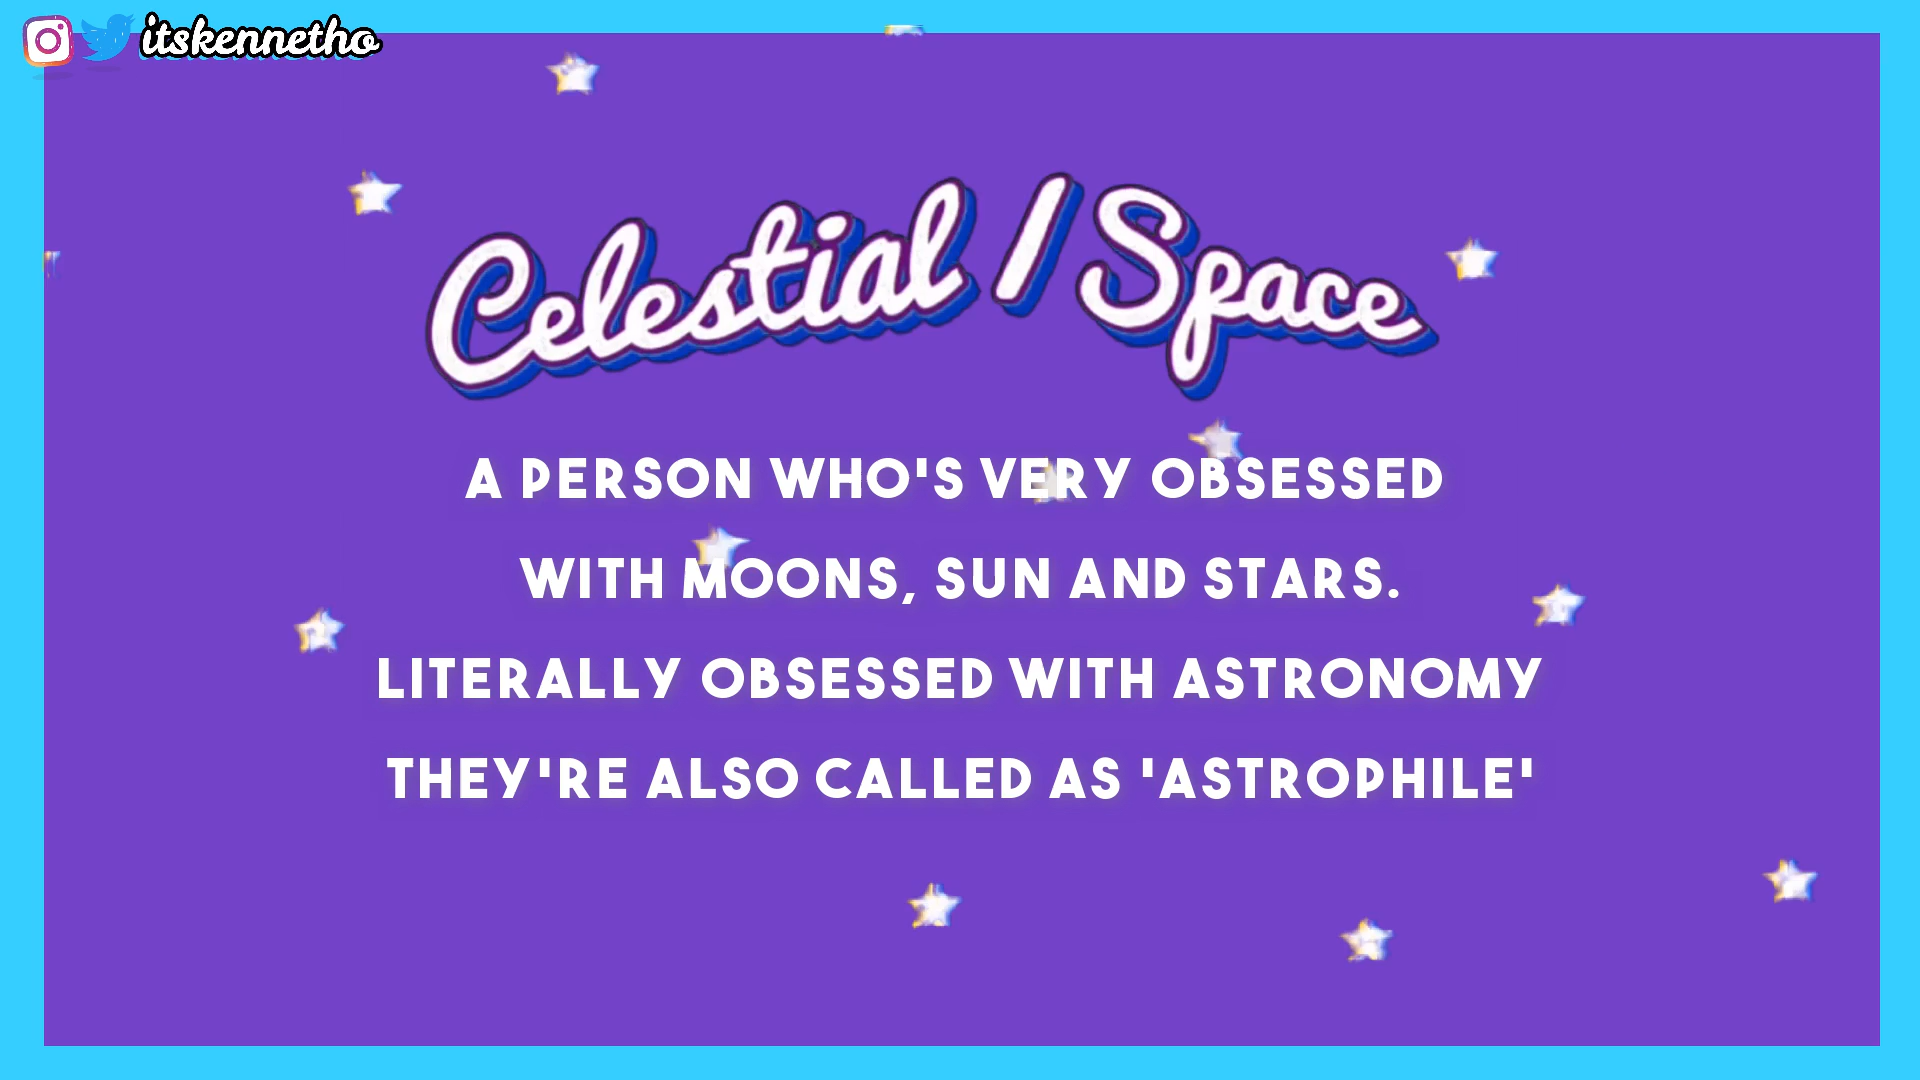 itskennetho
Celestial / Space
A PERSON WHO'S VERY OBSESSED
WITH MOONS, SUN AND STARS.
LITERALLY OBSESSED WITH ASTRONOMY
THEY'RE ALSO CALLED AS 'ASTROPHILE'